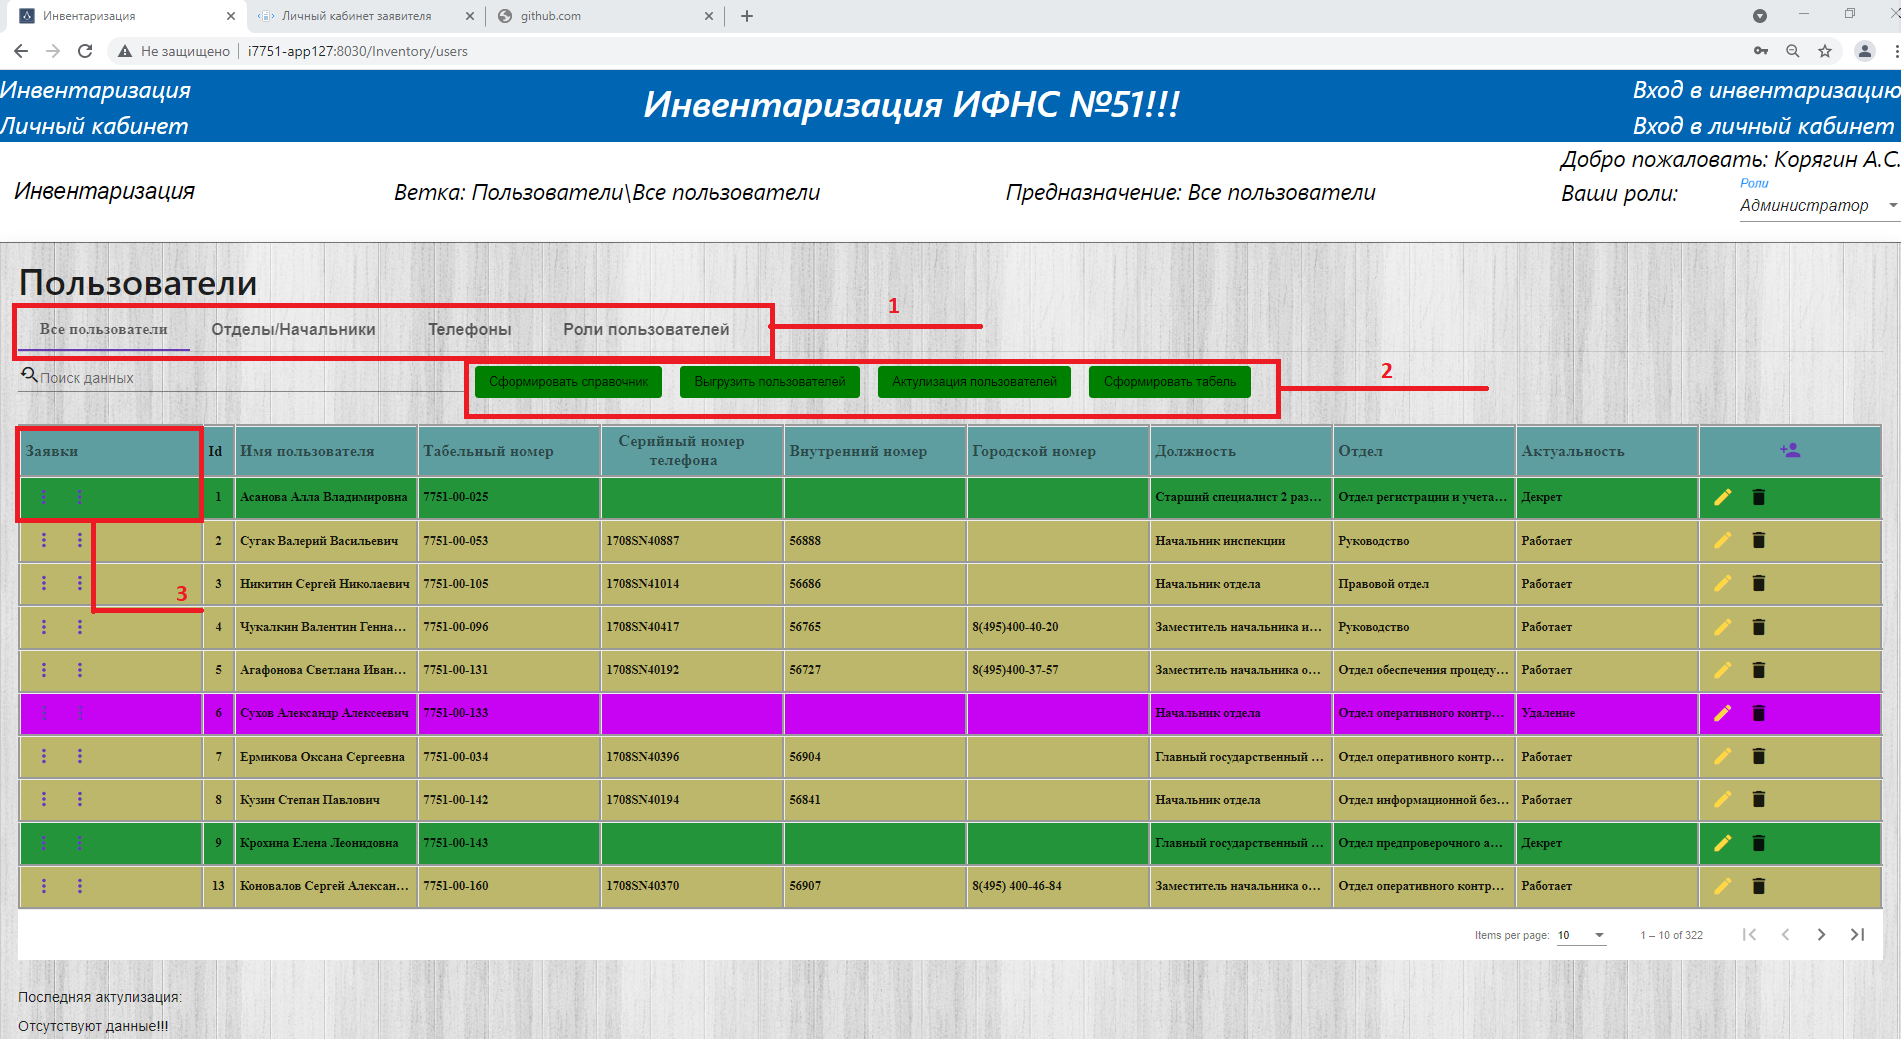 Инвентаризация
Личный кабинет заявителя
github.com
Не защищено
i7751-app127:8030/Inventory/users
Инвентаризация
Личный кабинет
Инвентаризация ИФНС №51!!!
Вход в инвентаризацию
Вход в личный кабинет
Добро пожаловать: Корягин А.С.
Инвентаризация
Ветка: Пользователи\Все пользователи
Предназначение: Все пользователи
Ваши роли:
Роли
Администратор
Пользователи
1
Все пользователи
Отделы/Начальники
Телефоны
Роли пользователей
Поиск данных
Сформировать справочник
Выгрузить пользователей
Актулизация пользователей
Сформировать табель
2
Заявки
Id
Имя пользователя
Табельный номер
Серийный номер
телефона
Внутренний номер
Городской номер
Должность
Отдел
Актуальность
1 Асанова Алла Владимировна 7751-00-025 Старший специалист 2 раз… Отдел регистрации и учета… Декрет
2 Сугак Валерий Васильевич 7751-00-053 1708SN40887 56888 Начальник инспекции Руководство Работает
3 Никитин Сергей Николаевич 7751-00-105 1708SN41014 56686 Начальник отдела Правовой отдел Работает
3
4 Чукалкин Валентин Генна… 7751-00-096 1708SN40417 56765 8(495)400-40-20 Заместитель начальника и… Руководство Работает
5 Агафонова Светлана Иван… 7751-00-131 1708SN40192 56727 8(495)400-37-57 Заместитель начальника о… Отдел обеспечения процеду… Работает
6 Сухов Александр Алексеевич 7751-00-133 Начальник отдела Отдел оперативного контр… Удаление
7 Ермикова Оксана Сергеевна 7751-00-034 1708SN40396 56904 Главный государственный … Отдел оперативного контр… Работает
8 Кузин Степан Павлович 7751-00-142 1708SN40194 56841 Начальник отдела Отдел информационной без… Работает
9 Крохина Елена Леонидовна 7751-00-143 Главный государственный … Отдел предпроверочного а… Декрет
13 Коновалов Сергей Алексан… 7751-00-160 1708SN40370 56907 8(495) 400-46-84 Заместитель начальника о… Отдел оперативного контр… Работает
Items per page: 10
1 – 10 of 322
Последняя актулизация:
Отсутствуют данные!!!